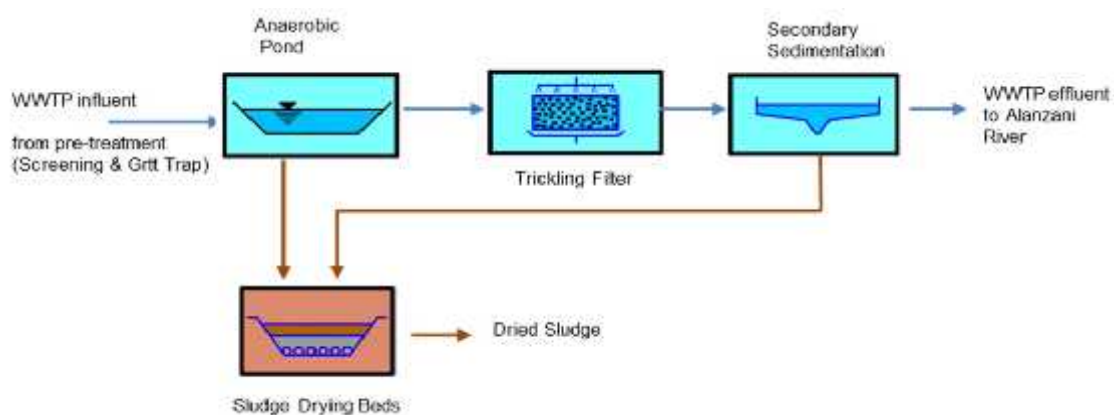 Anaerobic
Pond
Secondary
Sedimentation
WWTP influent
from pre-treatment
(Screening & Grtt Trap)
WWTP effluent
to Alanzani
River
Trickling Filter
Dried Sludge
Sludge Drying Beds